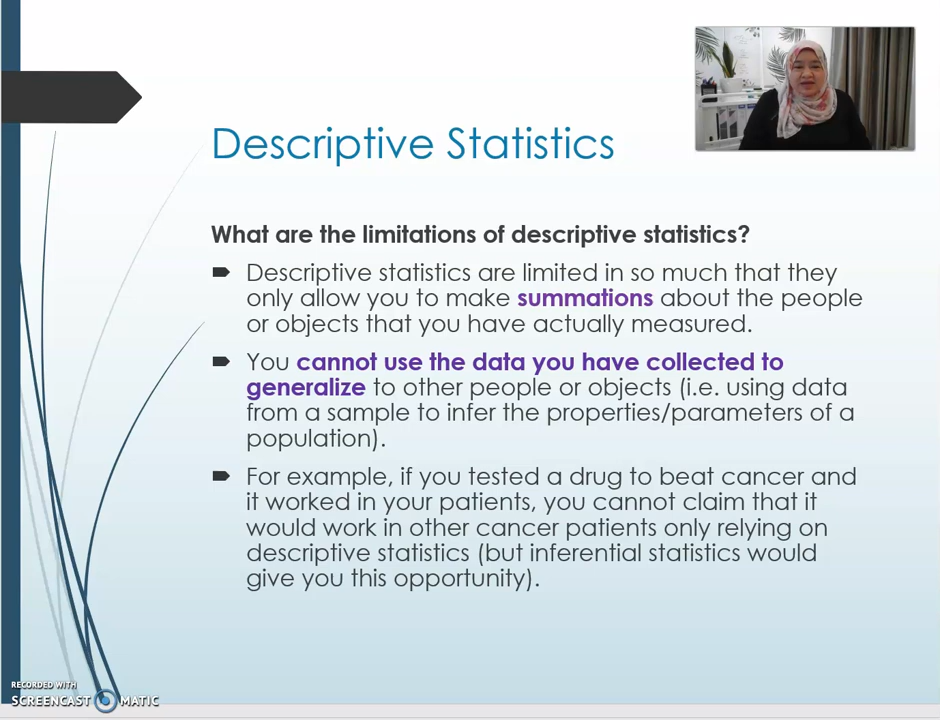 Descriptive Statistics
What are the limitations of descriptive statistics?
Descriptive statistics are limited in so much that they
only allow you to make summations about the people
or objects that you have actually measured.
You cannot use the data you have collected to
generalize to other people or objects (i.e. using data
from a sample to infer the properties/parameters of a
population).
For example, if you tested a drug to beat cancer and
it worked in your patients, you cannot claim that it
would work in other cancer patients only relying on
descriptive statistics (but inferential statistics would
give you this opportunity).
RECORDED WITH
SCREENCAST MATIC